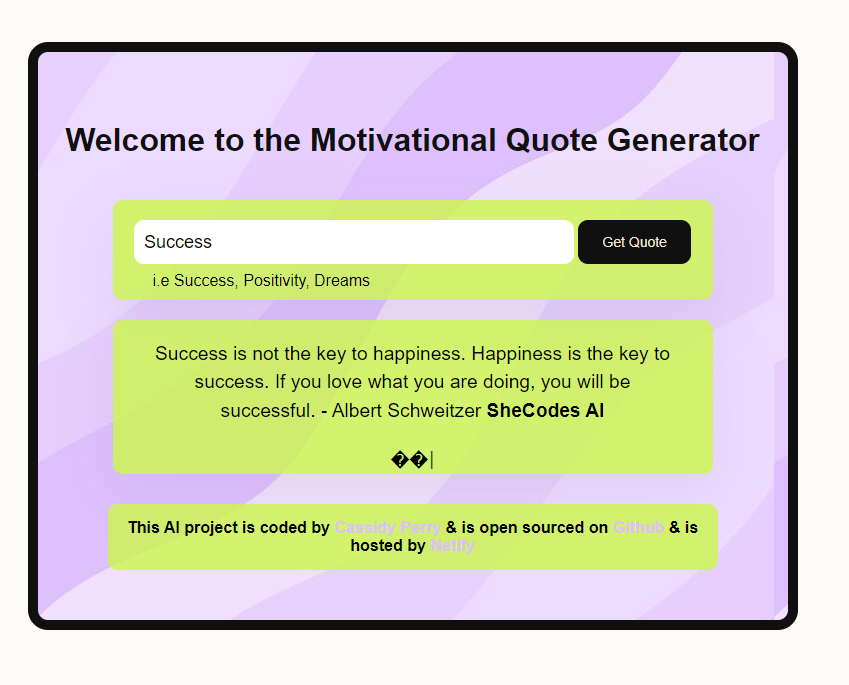 Welcome to the Motivational Quote Generator
Success
Get Quote
i.e Success, Positivity, Dreams
Success is not the key to happiness. Happiness is the key to
success. If you love what you are doing, you will be
successful. - Albert Schweitzer SheCodes AI
��|
This AI project is coded by Cassidy Perry & is open sourced on Github & is
hosted by Netlify